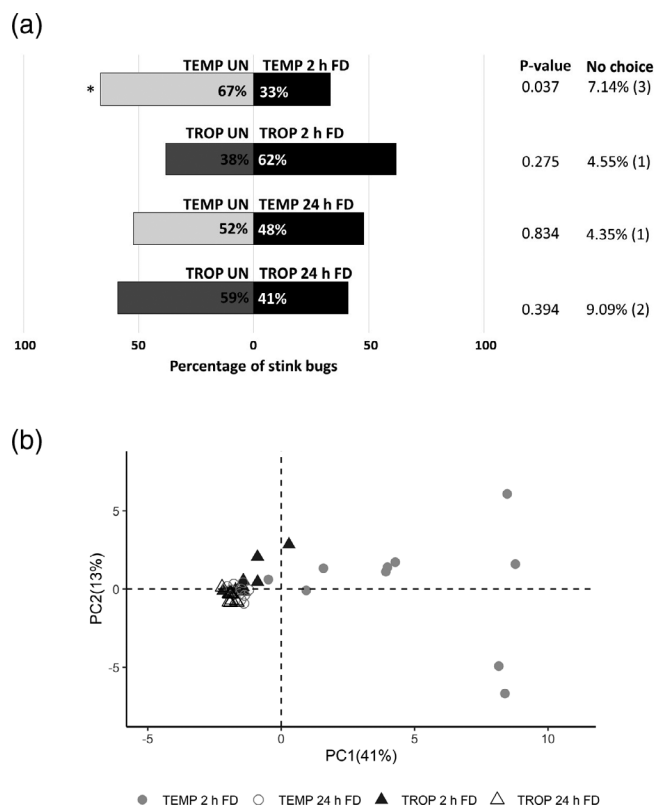 (a)
P-value No choice
TEMP UN TEMP 2 h FD
* 67% 33% 0.037 7.14% (3)
TROP UN TROP 2 h FD
38% 62% 0.275 4.55% (1)
TEMP UN TEMP 24 h FD
52% 48% 0.834 4.35% (1)
TROP UN TROP 24 h FD
59% 41% 0.394 9.09% (2)
100 50 0 50 100
Percentage of stink bugs
(b)
PC2(13%)
5
0
-5
-5 0 5 10
PC1(41%)
TEMP 2 h FD TEMP 24 h FD TROP 2 h FD TROP 24 h FD